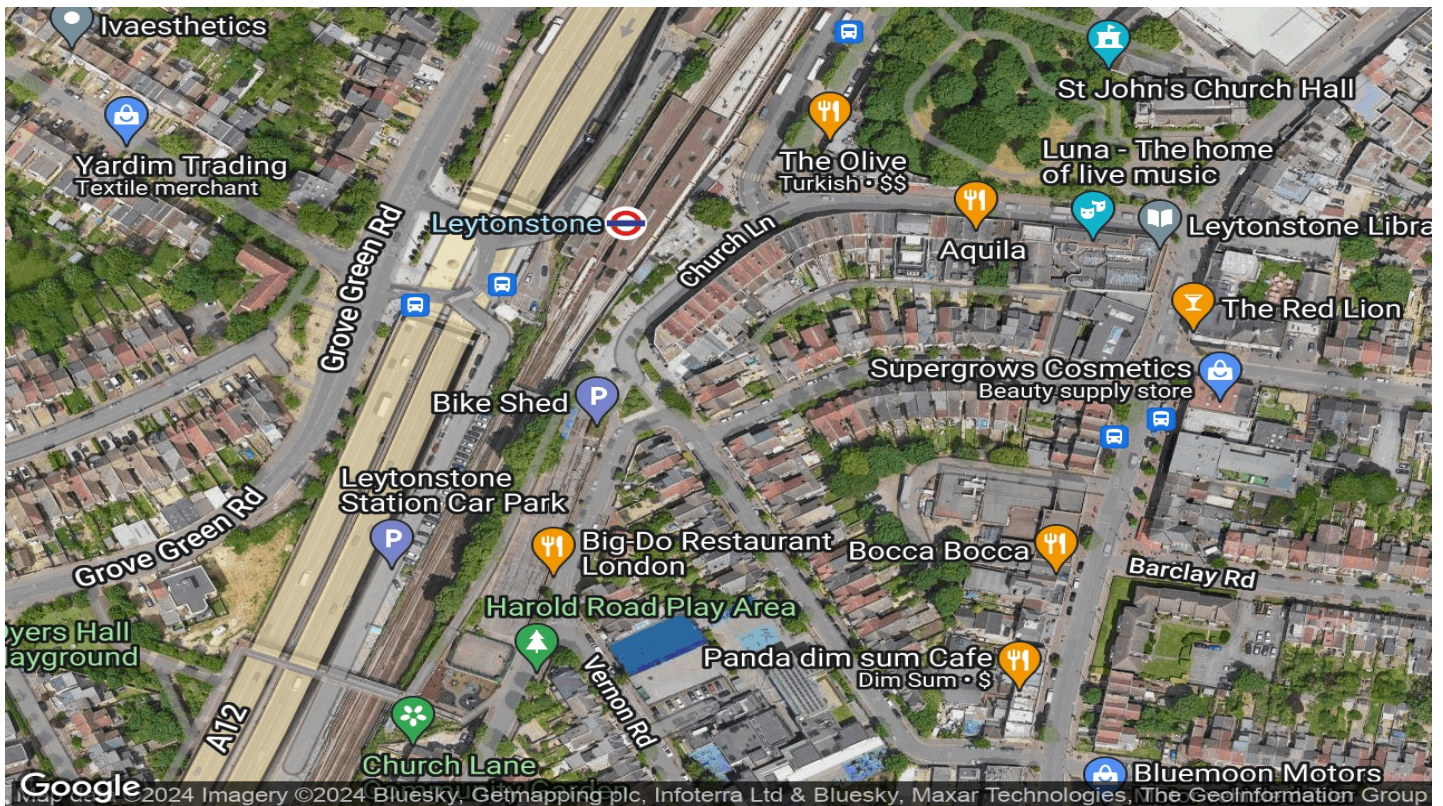 Ivaesthetics
St John's Church Hall
Yardim Trading
Textile merchant
The Olive
Turkish • $$
Luna - The home
of live music
Leytonstone
Grove Green Rd
Church Ln
Aquila
Leytonstone Libra
The Red Lion
Supergrows Cosmetics
Beauty supply store
Bike Shed
Leytonstone
Station Car Park
P
P
Grove Green Rd
Big-Do Restaurant
London
Bocca Bocca
Barclay Rd
Harold Road Play Area
yers Hall
ayground
Panda dim sum Cafe
Dim Sum • $
Vernon Rd
A12
Church Lane
Bluemoon Motors
Google
Map data ©2024 Imagery ©2024 Bluesky, Getmapping plc, Infoterra Ltd & Bluesky, Maxar Technologies, The GeoInformation Group